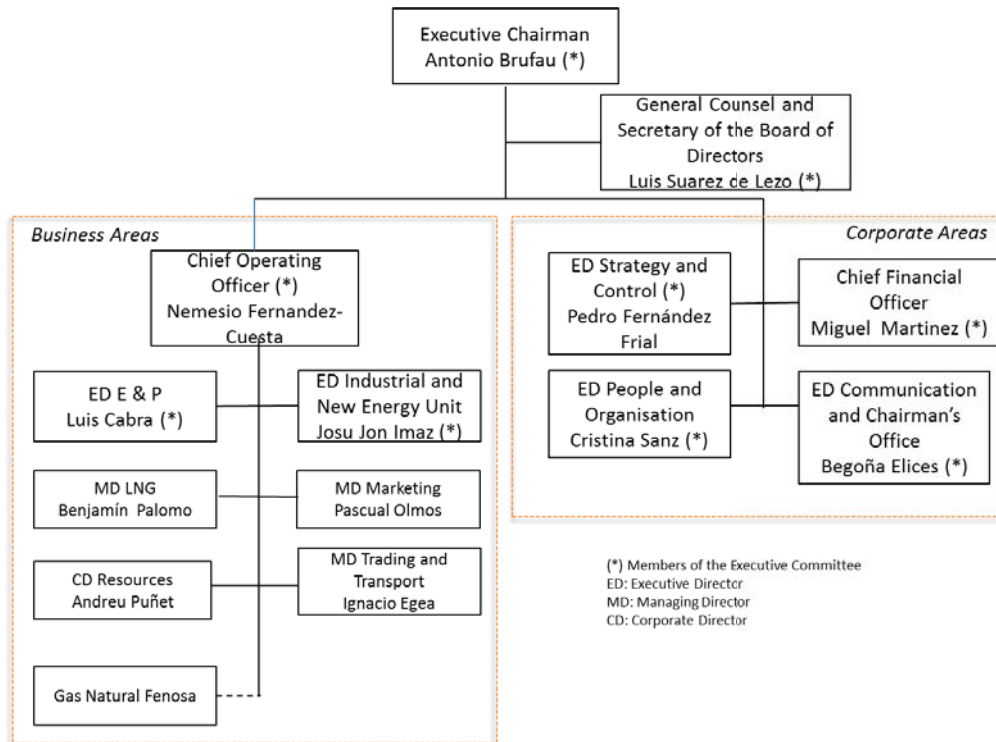 Executive Chairman
Antonio Brufau (*)
General Counsel and
Secretary of the Board of
Directors
Luis Suarez de Lezo (*)
Business Areas
Chief Operating
Officer (*)
Nemesio Fernandez-
Cuesta
ED E & P
Luis Cabra (*)
ED Industrial and
New Energy Unit
Josu Jon Imaz (*)
MD LNG
Benjamín Palomo
MD Marketing
Pascual Olmos
CD Resources
Andreu Puñet
MD Trading and
Transport
Ignacio Egea
Gas Natural Fenosa
Corporate Areas
ED Strategy and
Control (*)
Pedro Fernández
Frial
Chief Financial
Officer
Miguel Martinez (*)
ED People and
Organisation
Cristina Sanz (*)
ED Communication
and Chairman's
Office
Begoña Elices (*)
(*) Members of the Executive Committee
ED: Executive Director
MD: Managing Director
CD: Corporate Director